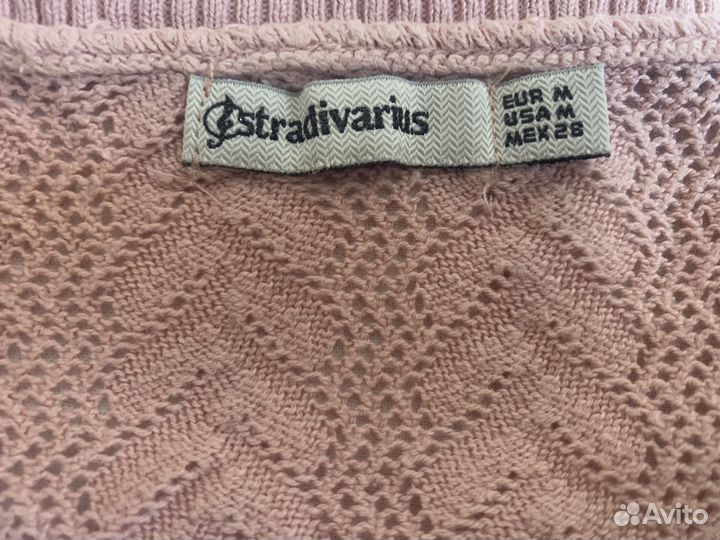 stradivarius
EUR M
USA M
MEX 28
Avito